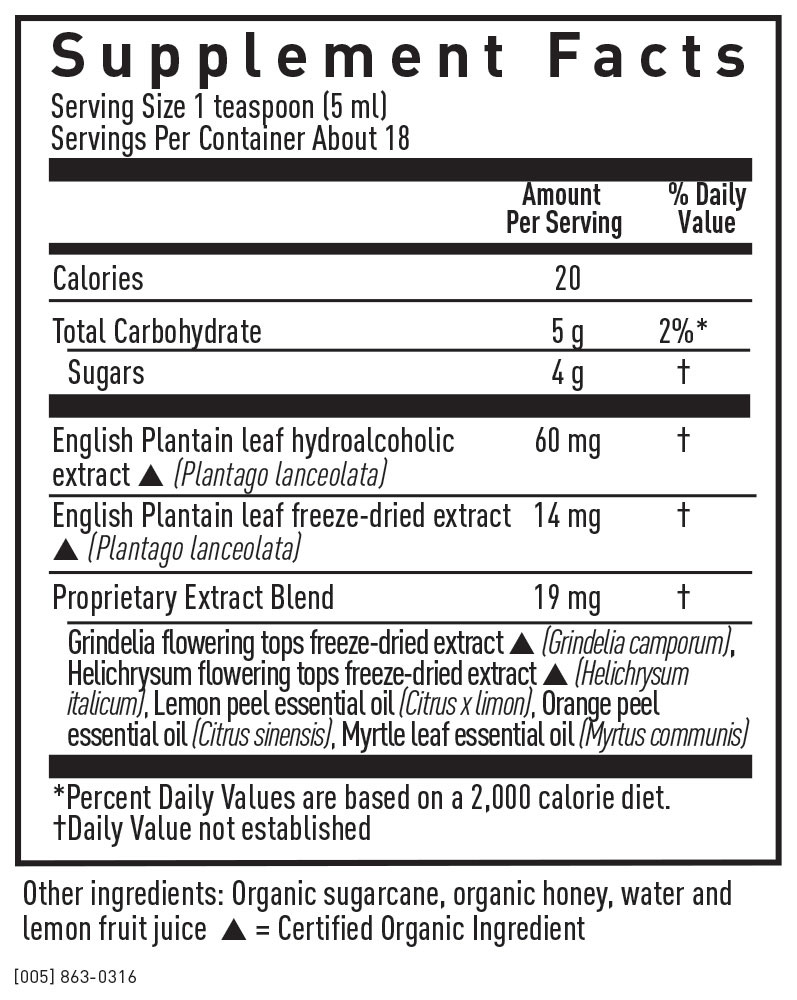 Supplement Facts
Serving Size 1 teaspoon (5 ml)
Servings Per Container About 18
Amount Per Serving % Daily Value
Calories 20
Total Carbohydrate 5 g 2%*
Sugars 4 g †
English Plantain leaf hydroalcoholic 60 mg †
extract ▲ (Plantago lanceolata)
English Plantain leaf freeze-dried extract 14 mg †
▲ (Plantago lanceolata)
Proprietary Extract Blend 19 mg †
Grindelia flowering tops freeze-dried extract ▲ (Grindelia camporum),
Helichrysum flowering tops freeze-dried extract ▲ (Helichrysum
italicum), Lemon peel essential oil (Citrus x limon), Orange peel
essential oil (Citrus sinensis), Myrtle leaf essential oil (Myrtus communis)
*Percent Daily Values are based on a 2,000 calorie diet.
†Daily Value not established
Other ingredients: Organic sugarcane, organic honey, water and
lemon fruit juice ▲ = Certified Organic Ingredient
[005] 863-0316